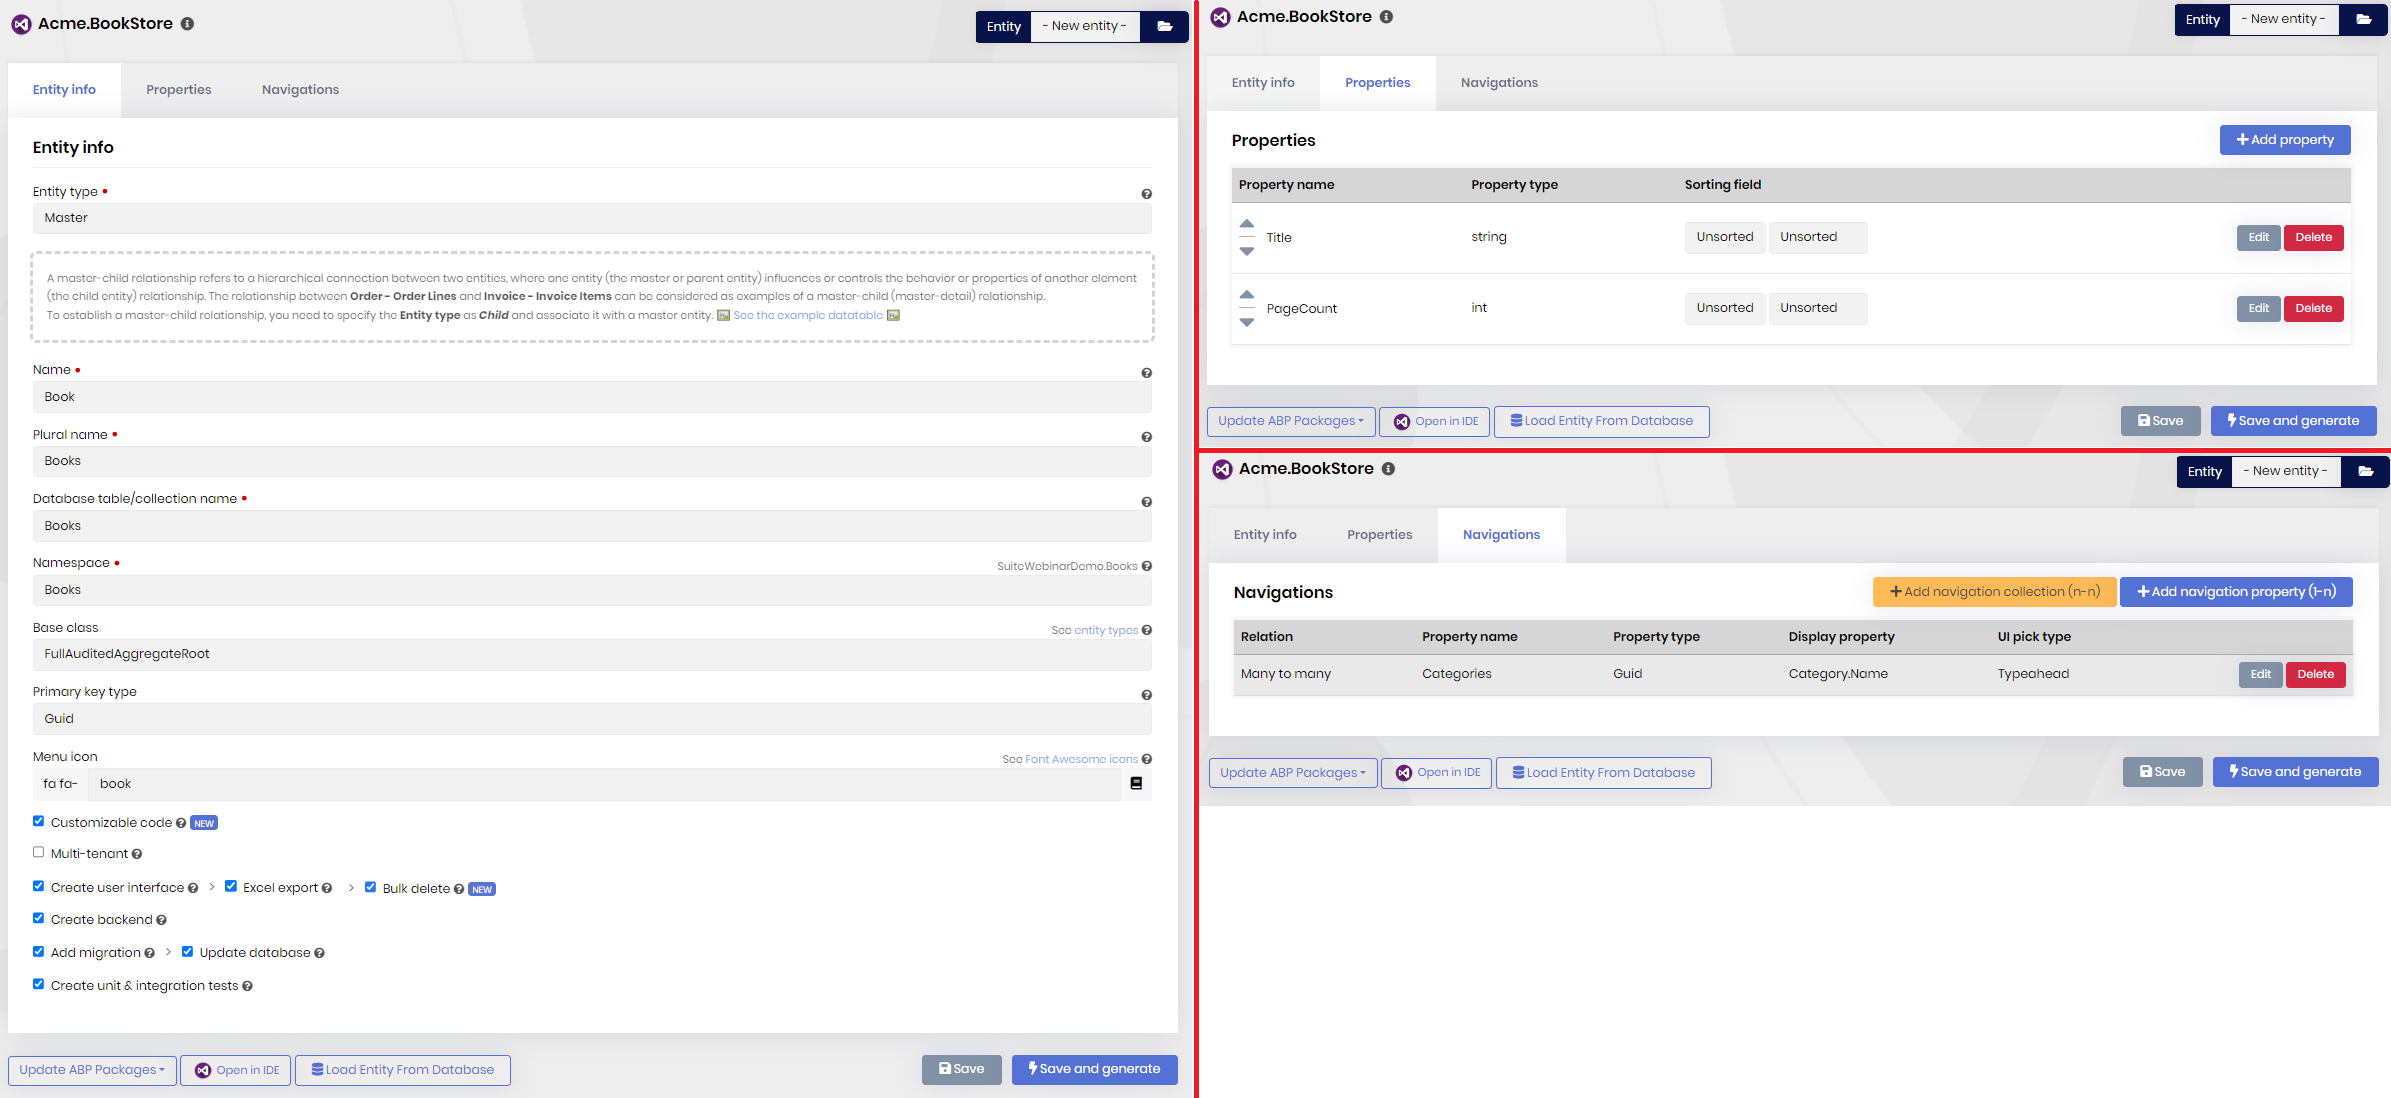 Acme.BookStore
Entity - New entity -
Entity info Properties Navigations
Entity info
Entity type •
Master
A master-child relationship refers to a hierarchical connection between two entities, where one entity (the master or parent entity) influences or controls the behavior or properties of another element
(the child entity) relationship. The relationship between Order - Order Lines and Invoice - Invoice Items can be considered as examples of a master-child (master-detail) relationship.
To establish a master-child relationship, you need to specify the Entity type as Child and associate it with a master entity. See the example datatable
Name •
Book
Plural name •
Books
Database table/collection name •
Books
Namespace • SuiteWebinarDemo.Books
Books
Base class See entity types
FullAuditedAggregateRoot
Primary key type
Guid
Menu icon See Font Awesome icons
fa fa- book
Customizable code NEW
Multi-tenant
Create user interface > Excel export > Bulk delete NEW
Create backend
Add migration > Update database
Create unit & integration tests
Update ABP Packages Open in IDE Load Entity From Database Save Save and generate
Acme.BookStore
Entity - New entity -
Entity info Properties Navigations
Properties + Add property
Property name Property type Sorting field
Title string Unsorted Unsorted Edit Delete
PageCount int Unsorted Unsorted Edit Delete
Update ABP Packages Open in IDE Load Entity From Database Save Save and generate
Acme.BookStore
Entity - New entity -
Entity info Properties Navigations
Navigations + Add navigation collection (n-n) + Add navigation property (1-n)
Relation Property name Property type Display property UI pick type
Many to many Categories Guid Category.Name Typeahead Edit Delete
Update ABP Packages Open in IDE Load Entity From Database Save Save and generate